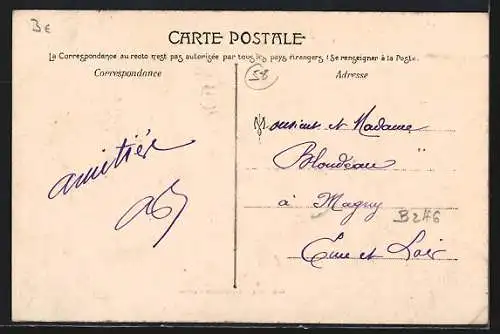 B€
CARTE POSTALE
La Correspondance au recto n'est pas autorisée par tous les pays étrangers (Se renseigner à la Poste.
58
Correspondance
Adresse
amitiés
Monsieur et Madame
Blondeau "
à Magny
B246
Eure et Loir